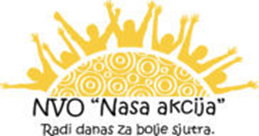 NVO "Nasa akcija"
Radi danas za bolje sjutra.